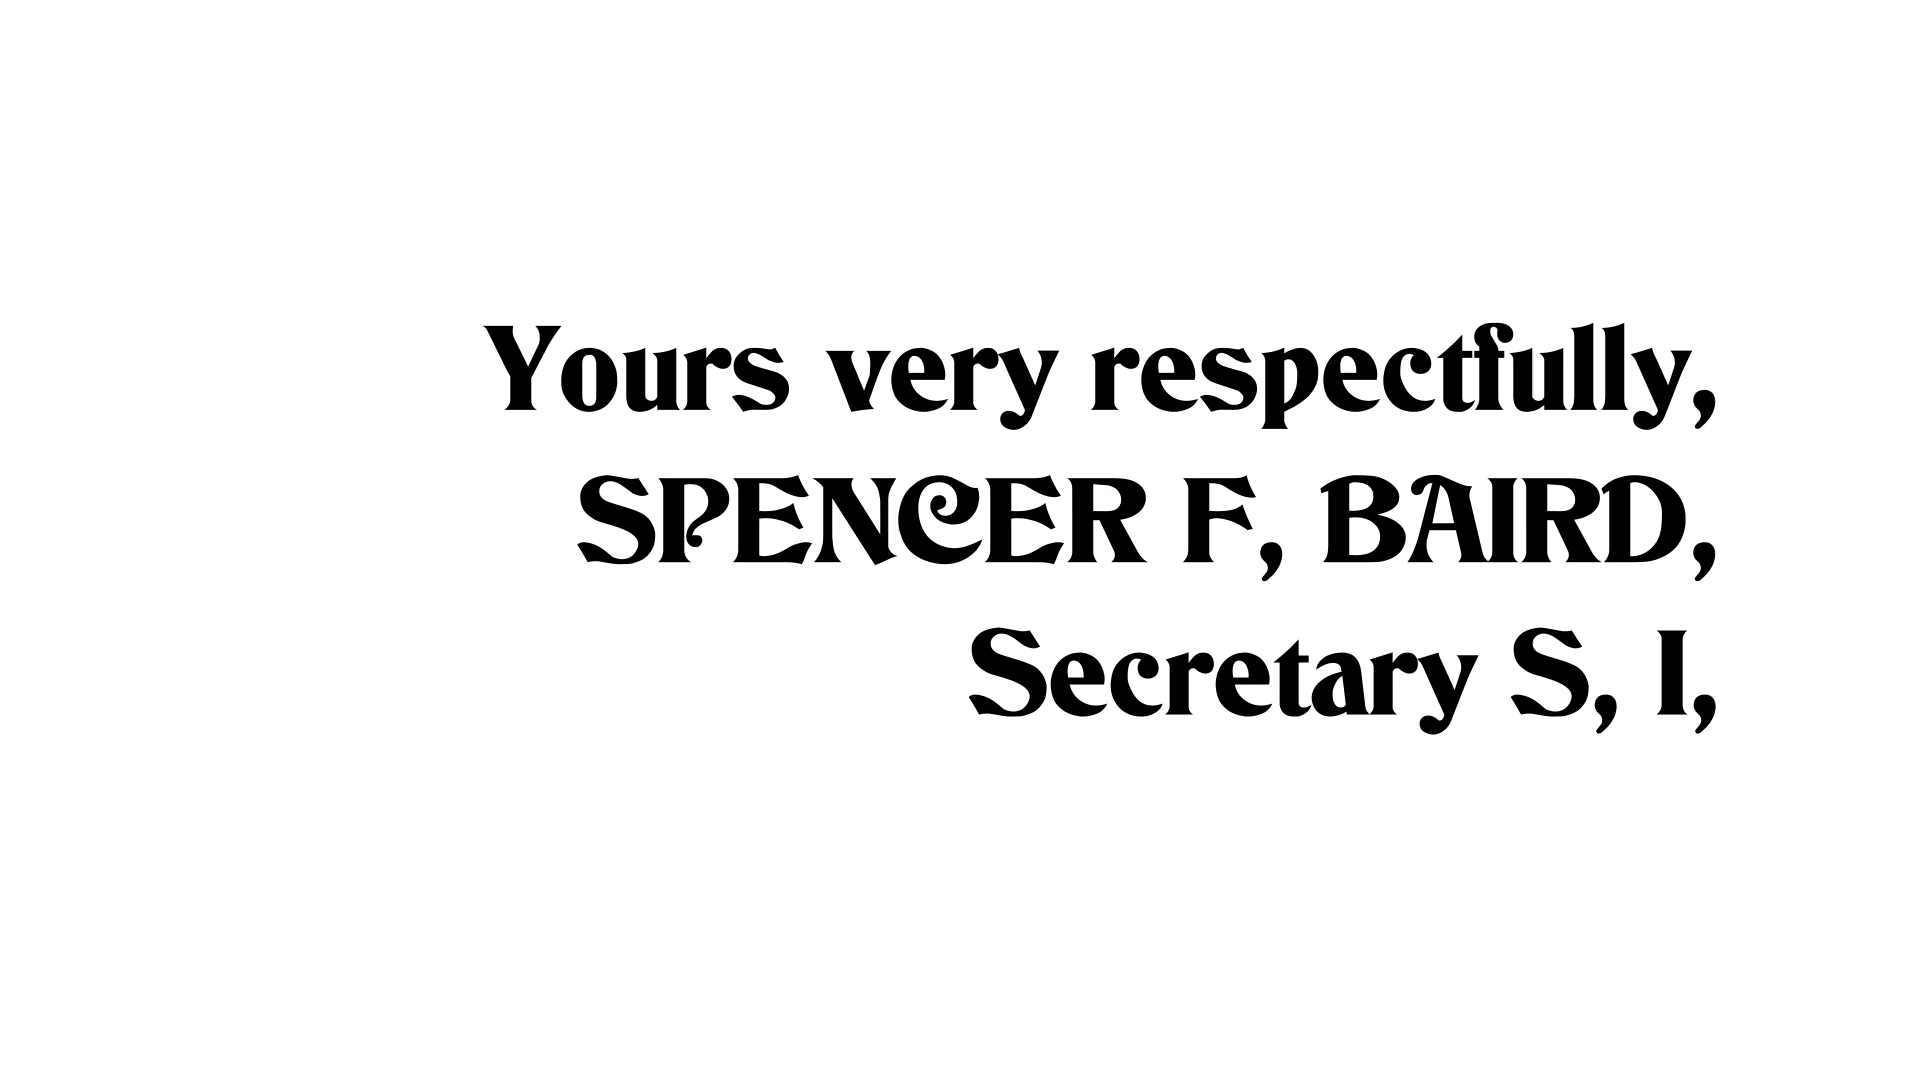 Yours very respectfully,
SPENCER F, BAIRD,
Secretary S, I,